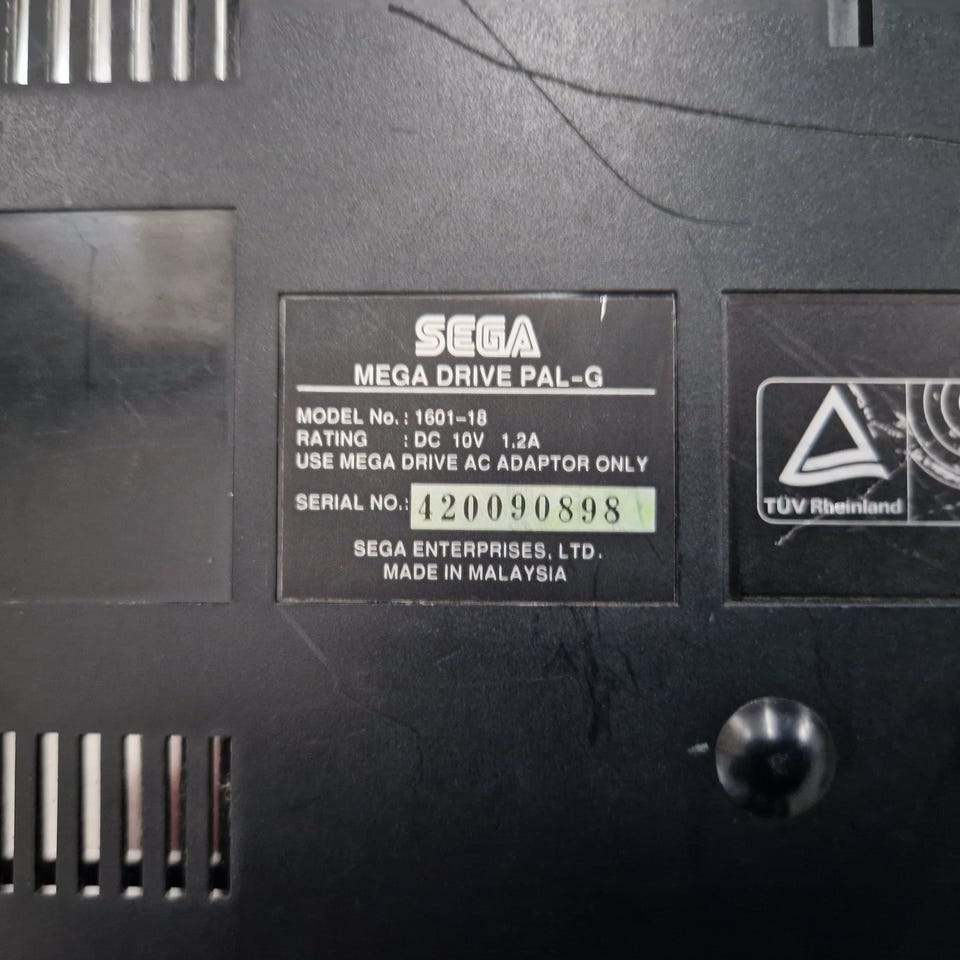 SEGA
MEGA DRIVE PAL-G
MODEL No. : 1601-18
RATING : DC 10V 1.2A
USE MEGA DRIVE AC ADAPTOR ONLY
SERIAL NO.: 420090898
SEGA ENTERPRISES, LTD.
MADE IN MALAYSIA
TÜV Rheinland